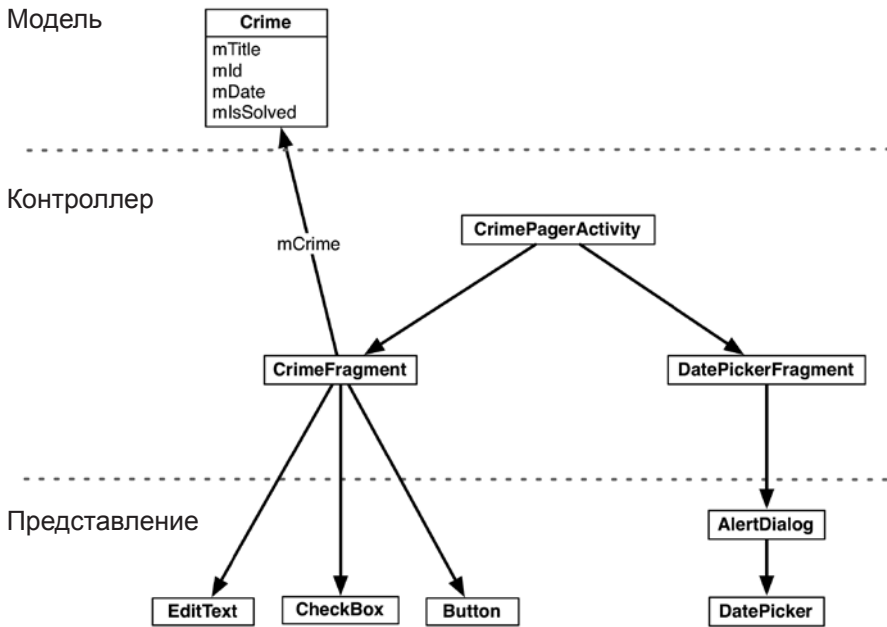 Модель
Crime
mTitle
mId
mDate
mIsSolved
Контроллер
CrimePagerActivity
mCrime
CrimeFragment
DatePickerFragment
Представление
AlertDialog
EditText
CheckBox
Button
DatePicker